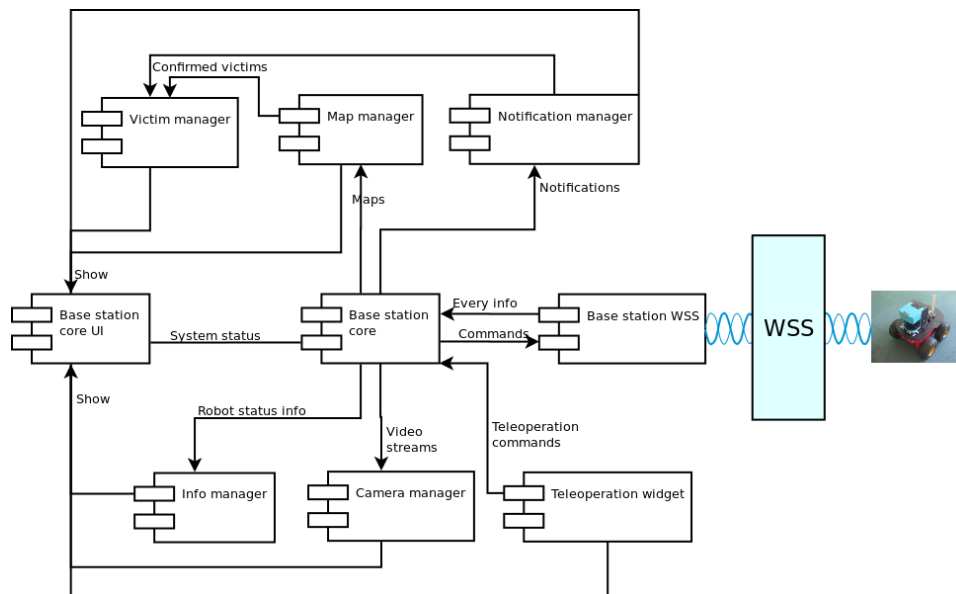 Confirmed victims
Victim manager
Map manager
Notification manager
Maps
Notifications
Show
Base station
core UI
System status
Base station
core
Every info
Commands
Base station WSS
WSS
Show
Robot status info
Video
streams
Teleoperation
commands
Info manager
Camera manager
Teleoperation widget